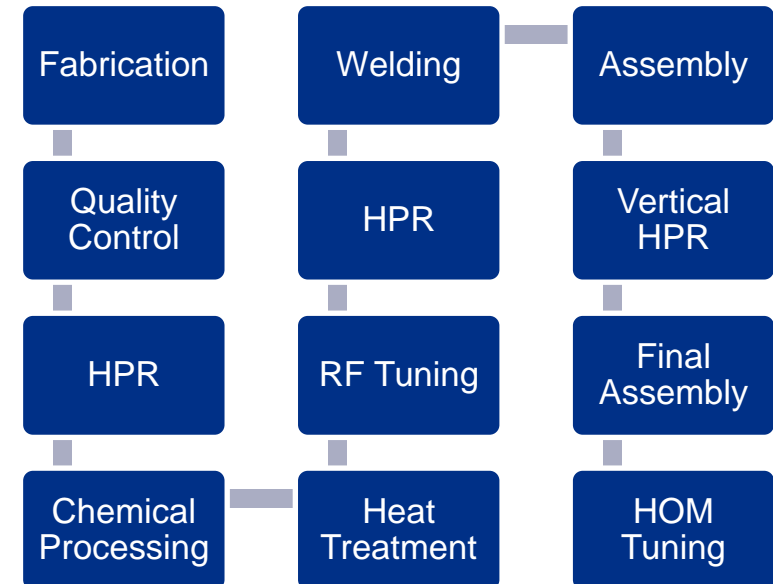 Fabrication
Quality
Control
HPR
Chemical
Processing
Heat
Treatment
RF Tuning
HPR
Welding
Assembly
Vertical
HPR
Final
Assembly
HOM
Tuning